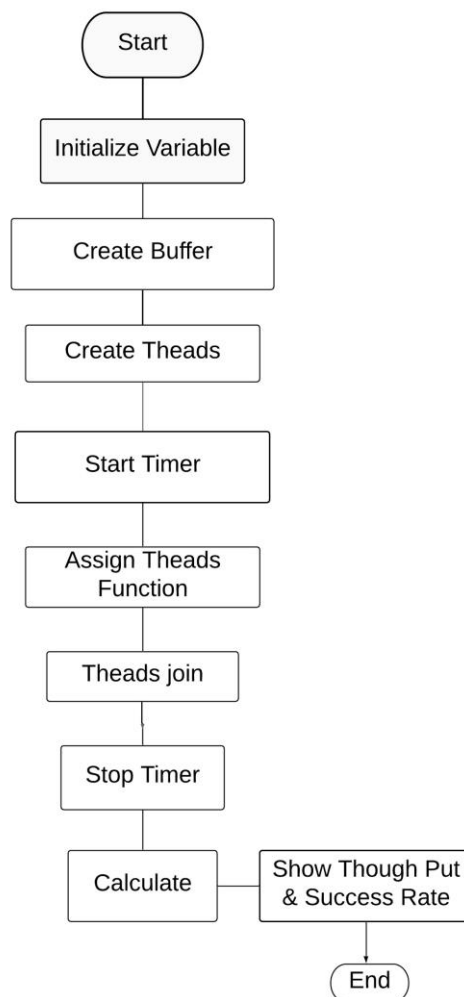 Start
Initialize Variable
Create Buffer
Create Theads
Start Timer
Assign Theads
Function
Theads join
Stop Timer
Calculate
Show Though Put
& Success Rate
End